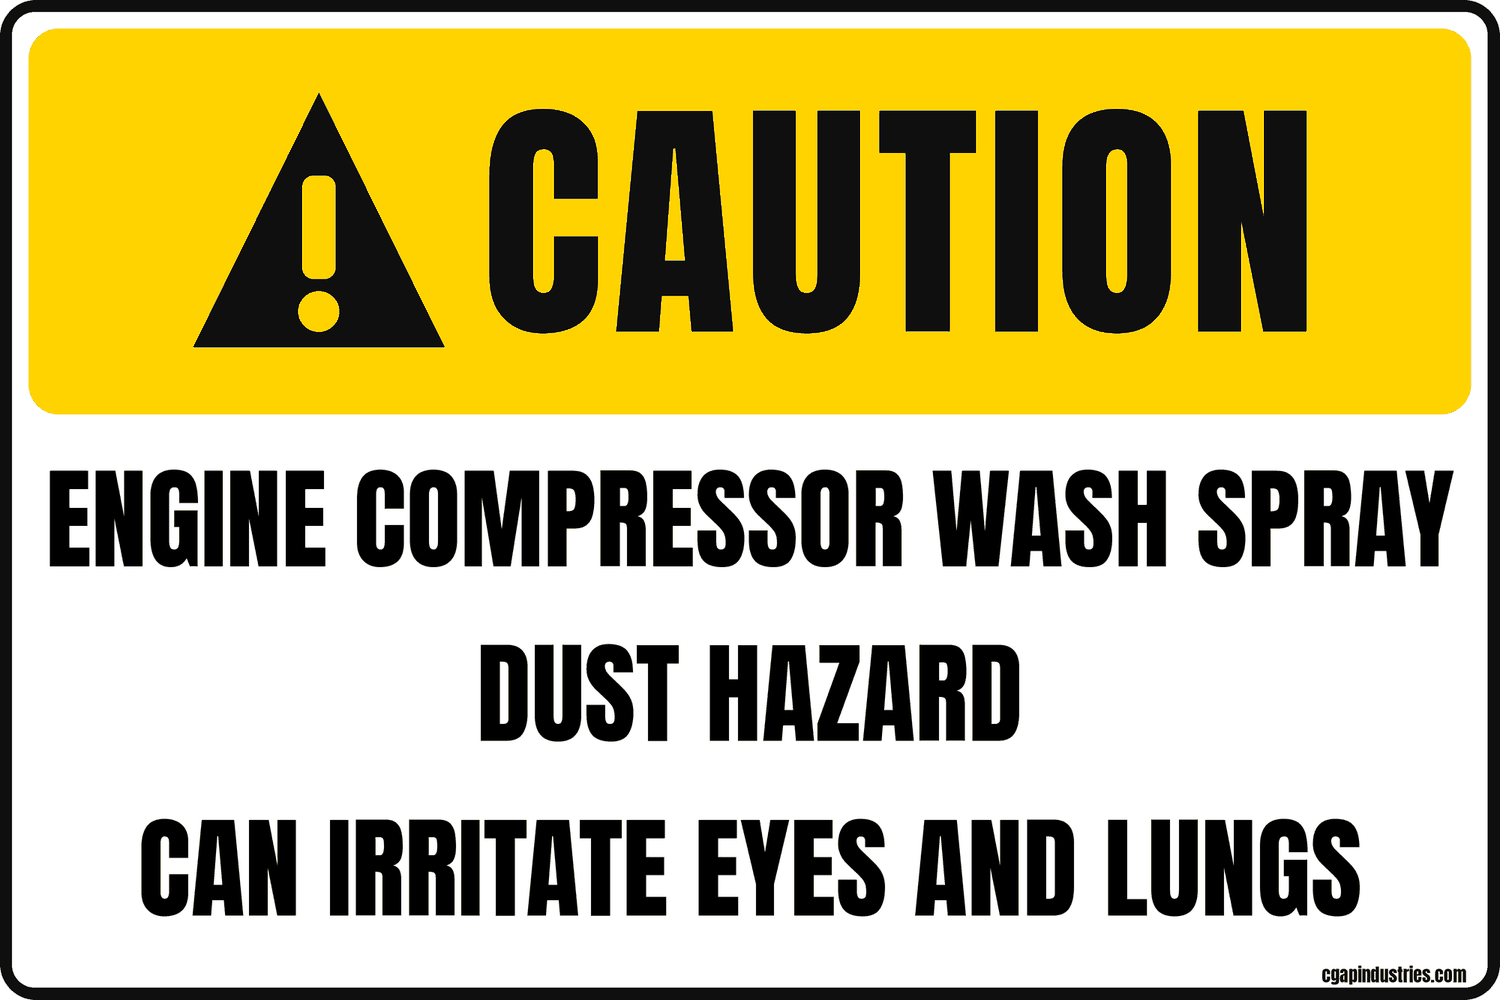 CAUTION
ENGINE COMPRESSOR WASH SPRAY
DUST HAZARD
CAN IRRITATE EYES AND LUNGS
cgapindustries.com